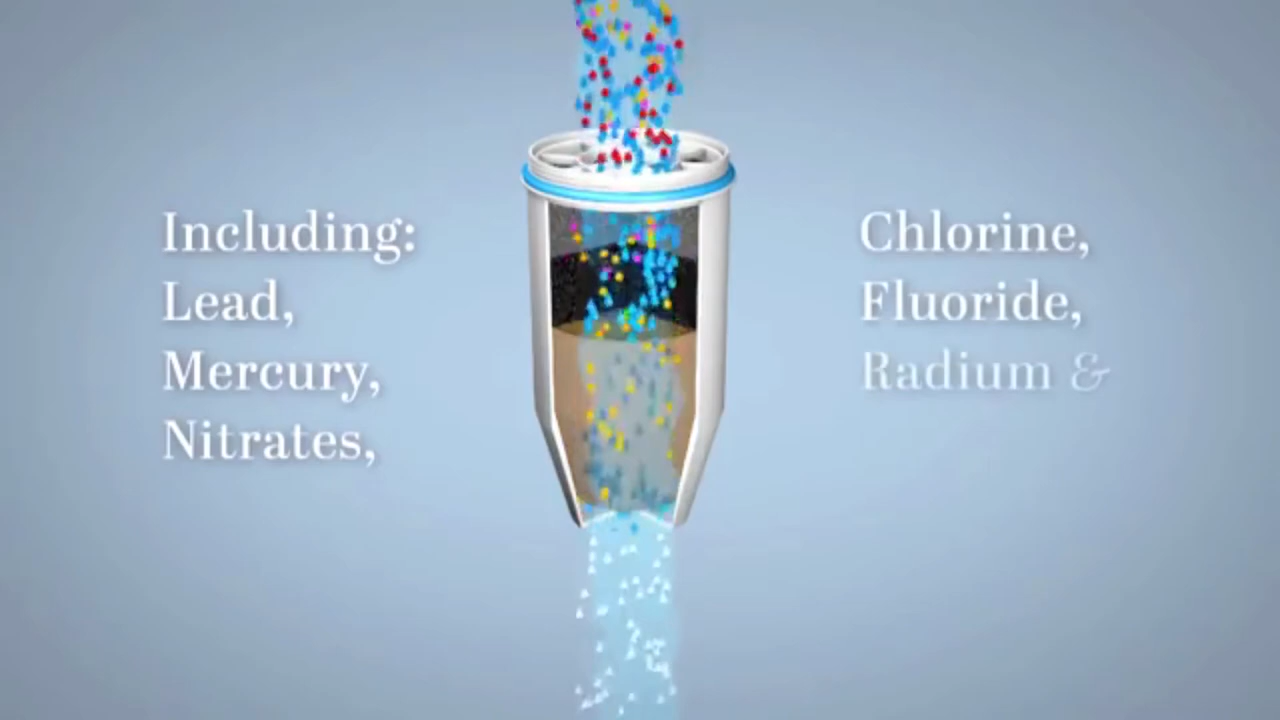 Including:
Lead,
Mercury,
Nitrates,
Chlorine,
Fluoride,
Radium &